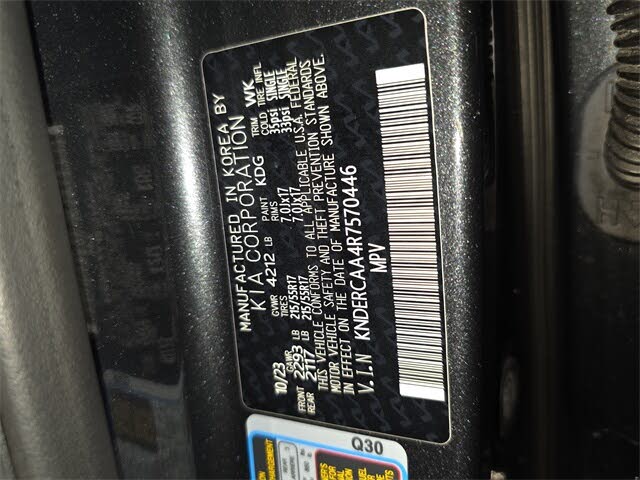 MANUFACTURED IN KOREA BY
KIA CORPORATION
GVWR 4212 LB PAINT KDG TRIM WK
10/23 GAWR TIRES RIMS COLD TIRE INFL
FRONT 2293 LB 215/55R17 7.0Jx17 35psi SINGLE
REAR 2117 LB 215/55R17 7.0Jx17 33psi SINGLE
THIS VEHICLE CONFORMS TO ALL APPLICABLE U.S.A. FEDERAL
MOTOR VEHICLE SAFETY AND THEFT PREVENTION STANDARDS
IN EFFECT ON THE DATE OF MANUFACTURE SHOWN ABOVE.
V.I.N KNDERCAA4R7570446
MPV
Q30